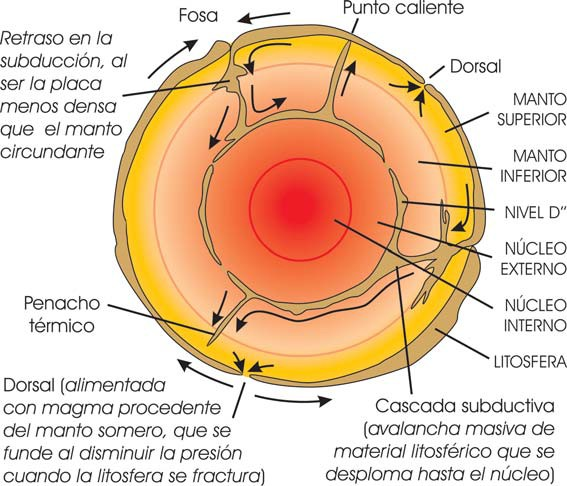 Fosa
Punto caliente
Retraso en la
subducción, al
ser la placa
menos densa
que el manto
circundante
Dorsal
MANTO
SUPERIOR
MANTO
INFERIOR
NIVEL D”
NÚCLEO
EXTERNO
NÚCLEO
INTERNO
LITOSFERA
Penacho
térmico
Dorsal (alimentada
con magma procedente
del manto somero, que se
funde al disminuir la presión
cuando la litosfera se fractura)
Cascada subductiva
(avalancha masiva de
material litosférico que se
desploma hasta el núcleo)